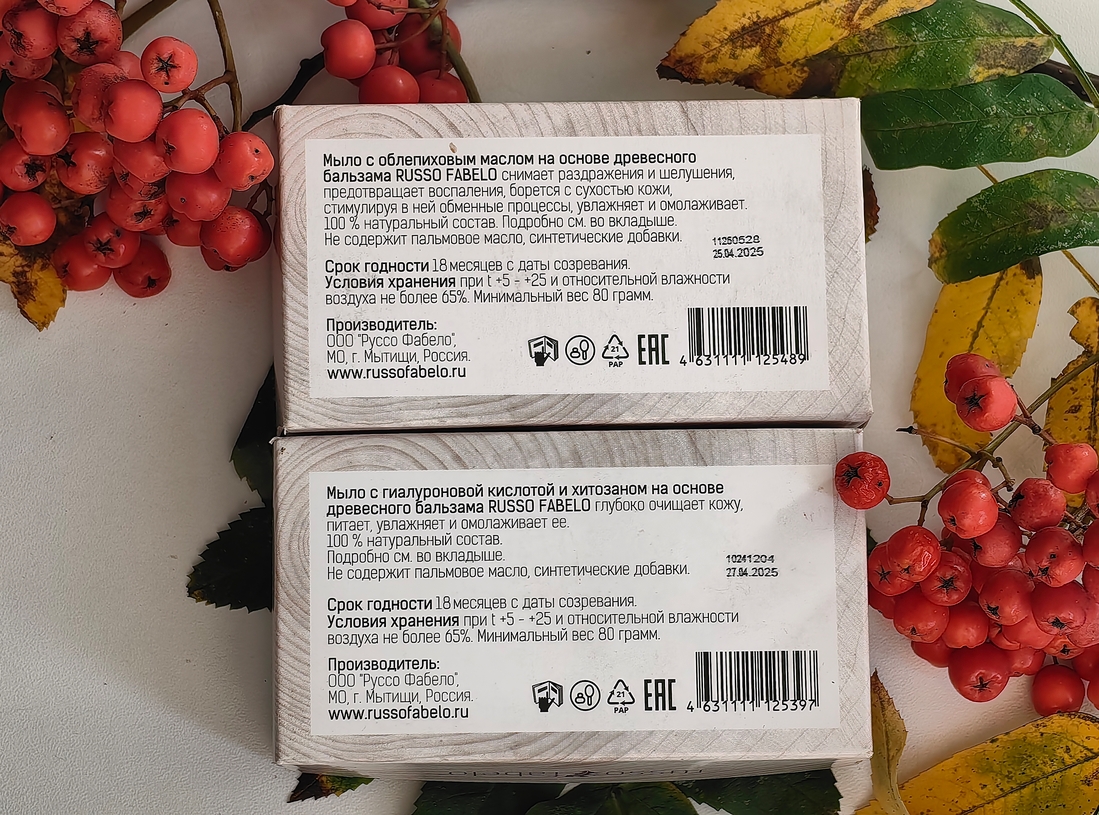 Мыло с облепиховым маслом на основе древесного
бальзама RUSSO FABELO снимает раздражения и шелушения,
предотвращает воспаления, борется с сухостью кожи,
стимулируя в ней обменные процессы, увлажняет и омолаживает.
100 % натуральный состав. Подробно см. во вкладыше.
Не содержит пальмовое масло, синтетические добавки.
11250528
25.04.2025
Срок годности 18 месяцев с даты созревания.
Условия хранения при t +5 - +25 и относительной влажности
воздуха не более 65%. Минимальный вес 80 грамм.
Производитель:
ООО "Руссо Фабело",
МО, г. Мытищи, Россия.
www.russofabelo.ru
21
PAP
EAC
4 631111 125489
Мыло с гиалуроновой кислотой и хитозаном на основе
древесного бальзама RUSSO FABELO глубоко очищает кожу,
питает, увлажняет и омолаживает ее.
100 % натуральный состав.
Подробно см. во вкладыше.
Не содержит пальмовое масло, синтетические добавки.
10241204
27.04.2025
Срок годности 18 месяцев с даты созревания.
Условия хранения при t +5 - +25 и относительной влажности
воздуха не более 65%. Минимальный вес 80 грамм.
Производитель:
ООО "Руссо Фабело",
МО, г. Мытищи, Россия.
www.russofabelo.ru
21
PAP
EAC
4 631111 125397